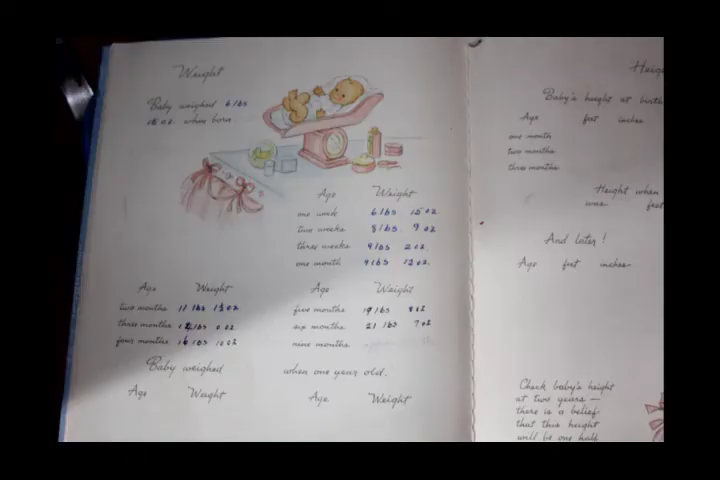 Weight
Baby weighed 6 lbs
15 oz. when born
Age Weight
one week 6 lbs 15 oz
two weeks 8 lbs 9 oz
three weeks 9 lbs 2 oz
one month 9 lbs 12 oz.
Age Weight
two months 11 lbs
three months lbs 0 oz
four months lbs 10 oz
Age Weight
five months 19 lbs 8 oz
six months 21 lbs 7 oz
nine months
Baby weighed when one year old.
Age Weight
Age Weight
Heig
Baby's height at birth
Age feet inches
one month
two months
three months
Height when
was feet
And later!
Age feet inches
Check baby's height
at two years —
there is a belief
that this height
will be one half